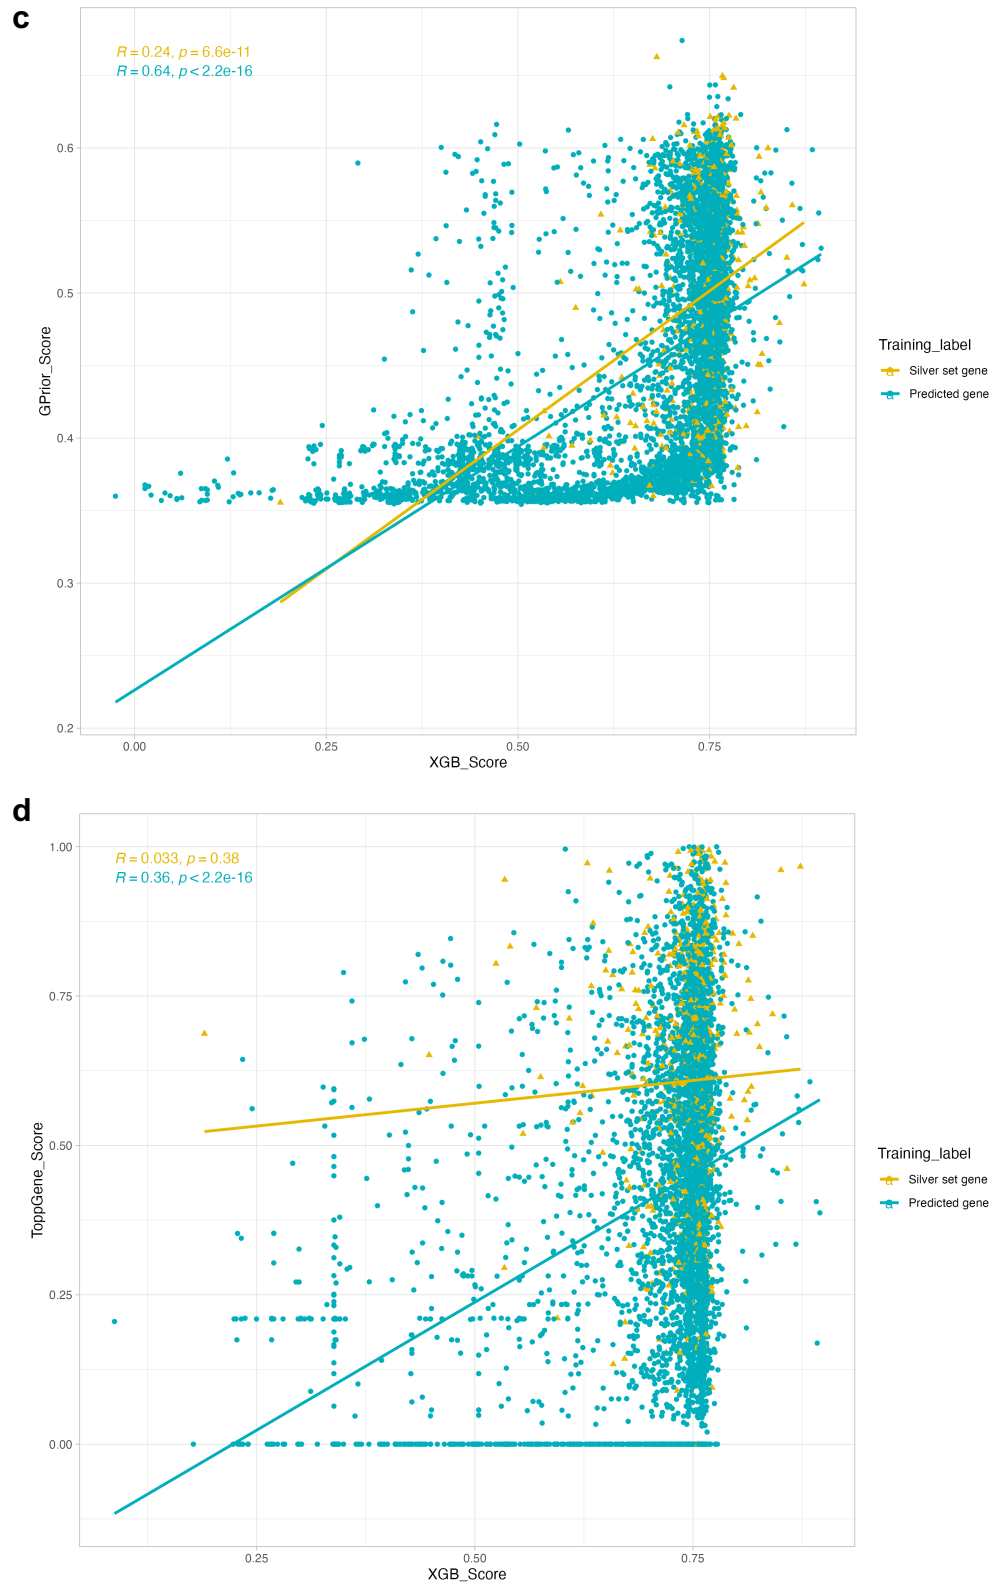 c
R = 0.24, p = 6.6e-11
R = 0.64, p < 2.2e-16
0.6
0.5
0.4
0.3
0.2
GPrior_Score
0.00 0.25 0.50 0.75
XGB_Score
Training_label
Silver set gene
Predicted gene
d
R = 0.033, p = 0.38
R = 0.36, p < 2.2e-16
1.00
0.75
0.50
0.25
0.00
ToppGene_Score
0.25 0.50 0.75
XGB_Score
Training_label
Silver set gene
Predicted gene